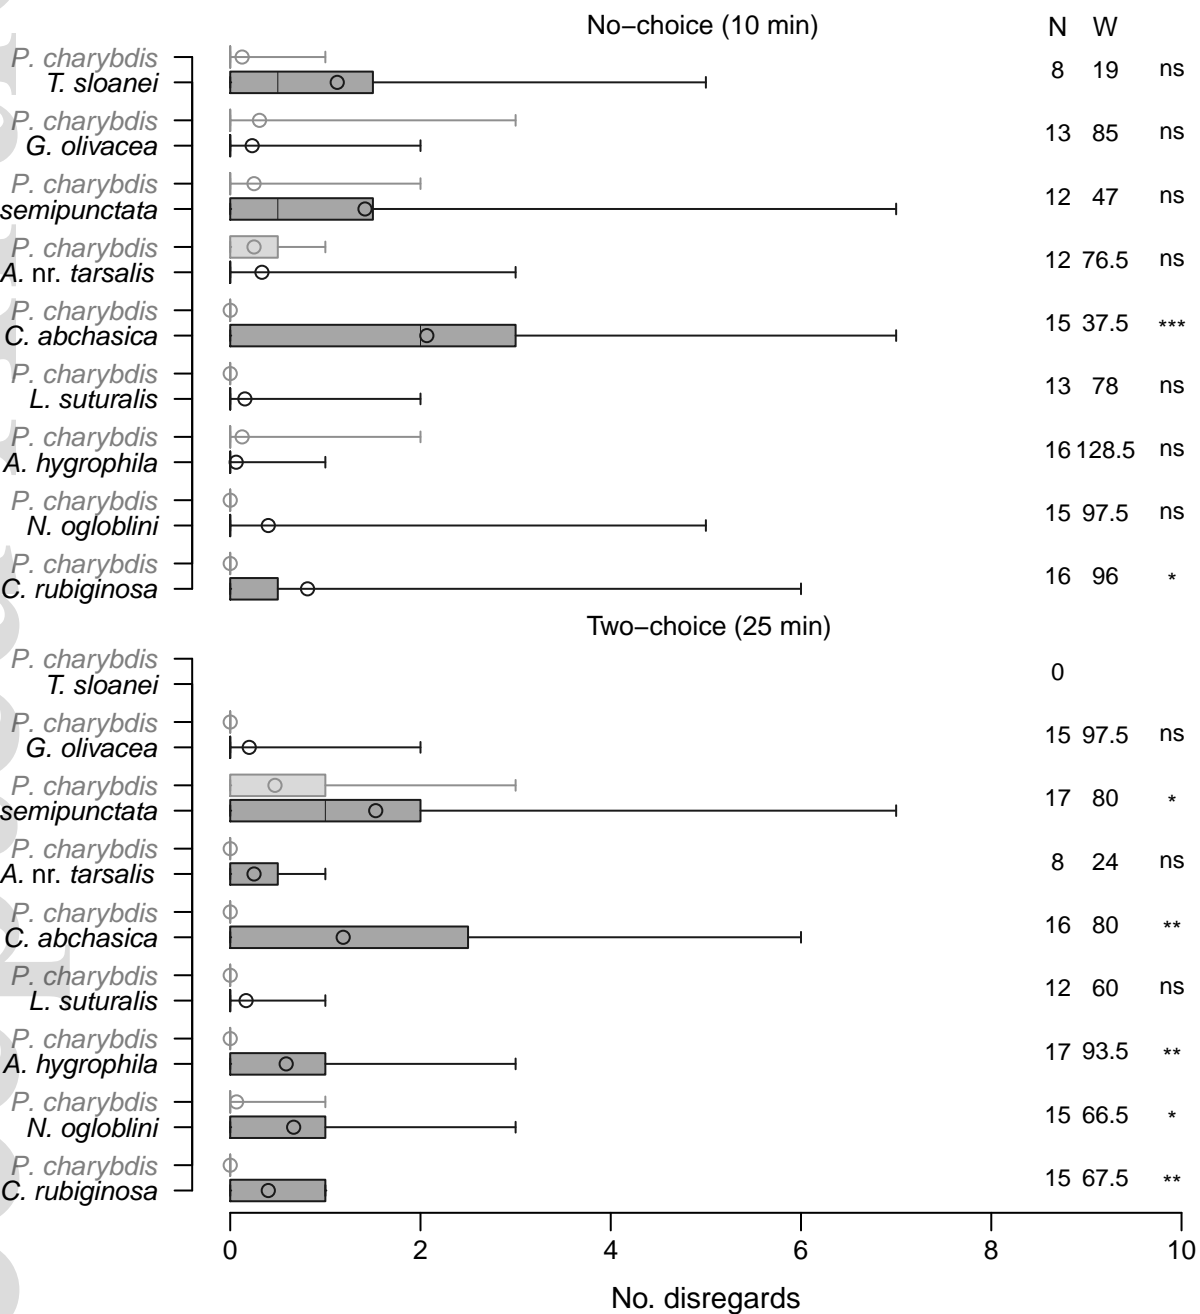 No−choice (10 min) N W
P. charybdis
T. sloanei 8 19 ns
P. charybdis
G. olivacea 13 85 ns
P. charybdis
semipunctata 12 47 ns
P. charybdis
A. nr. tarsalis 12 76.5 ns
P. charybdis
C. abchasica 15 37.5 ***
P. charybdis
L. suturalis 13 78 ns
P. charybdis
A. hygrophila 16 128.5 ns
P. charybdis
N. ogloblini 15 97.5 ns
P. charybdis
C. rubiginosa 16 96 *
Two−choice (25 min)
P. charybdis
T. sloanei 0
P. charybdis
G. olivacea 15 97.5 ns
P. charybdis
semipunctata 17 80 *
P. charybdis
A. nr. tarsalis 8 24 ns
P. charybdis
C. abchasica 16 80 **
P. charybdis
L. suturalis 12 60 ns
P. charybdis
A. hygrophila 17 93.5 **
P. charybdis
N. ogloblini 15 66.5 *
P. charybdis
C. rubiginosa 15 67.5 **
0 2 4 6 8 10
No. disregards